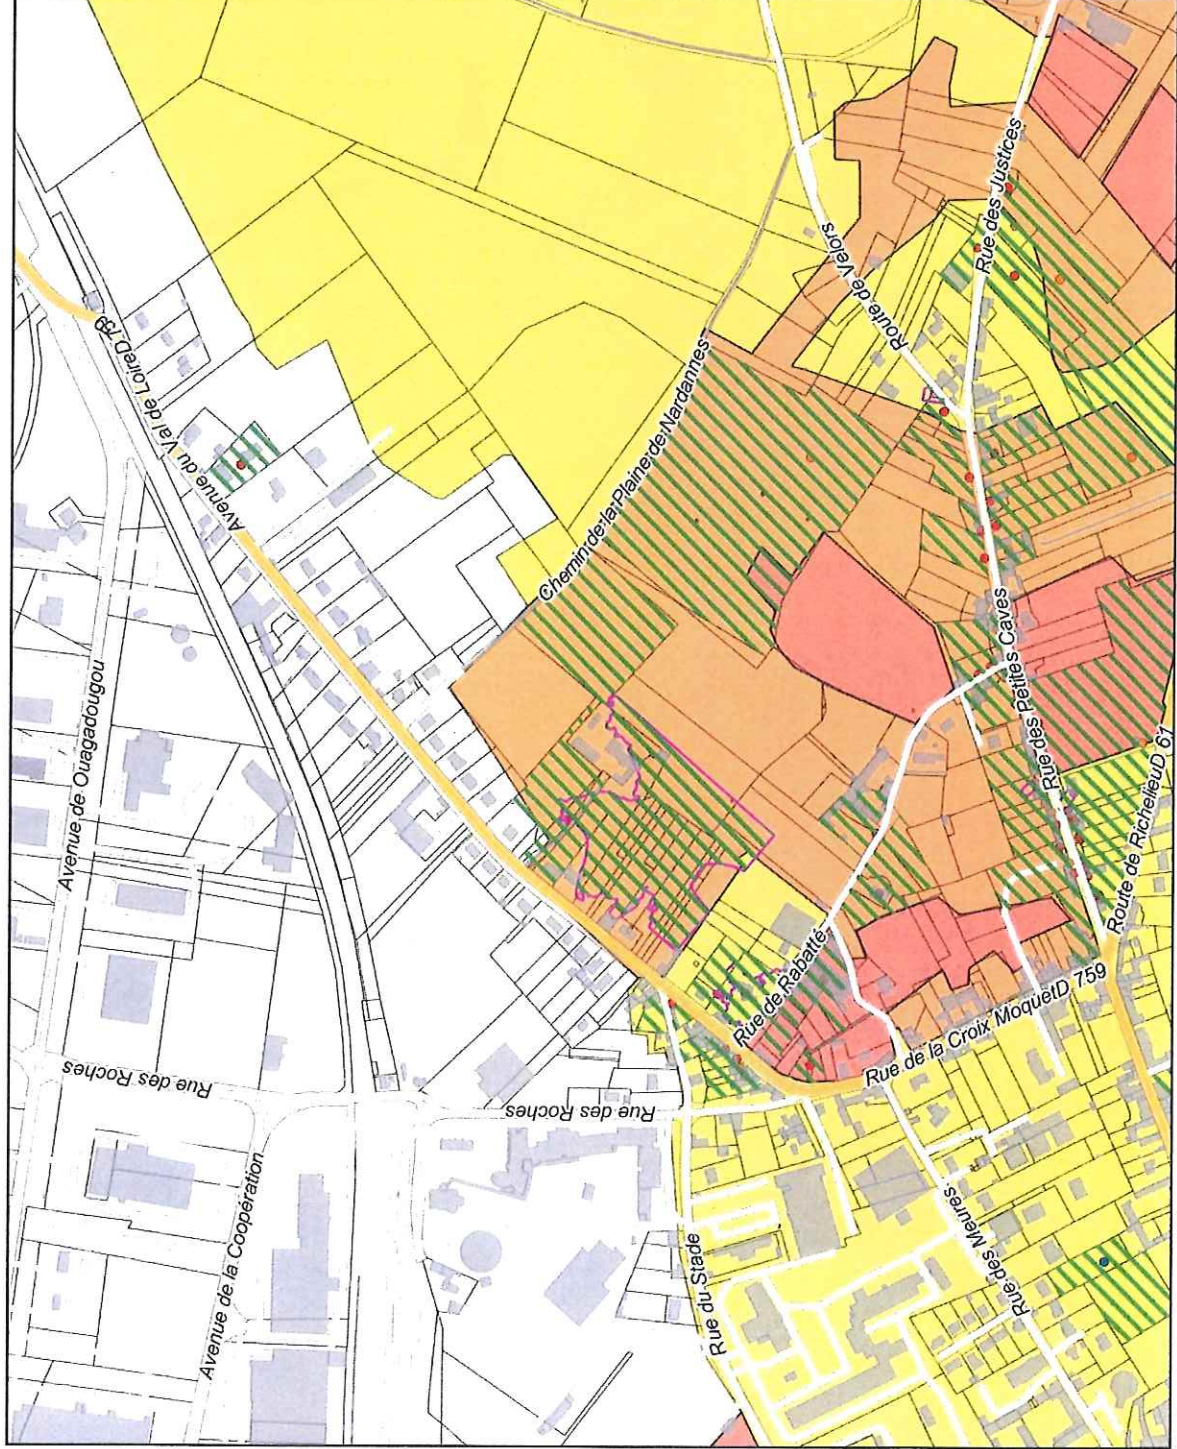 Avenue du Val de LoireD 759
Avenue de Ouagadougou
Rue des Roches
Avenue de la Coopération
Rue des Roches
Rue du Stade
Rue des Meures
Rue de la Croix MoquetD 759
Rue de Rabatté
Chemin de la Plaine de Nardannes
Route de Velors
Rue des Justices
Rue des Petites Caves
Route de RichelieuD 61